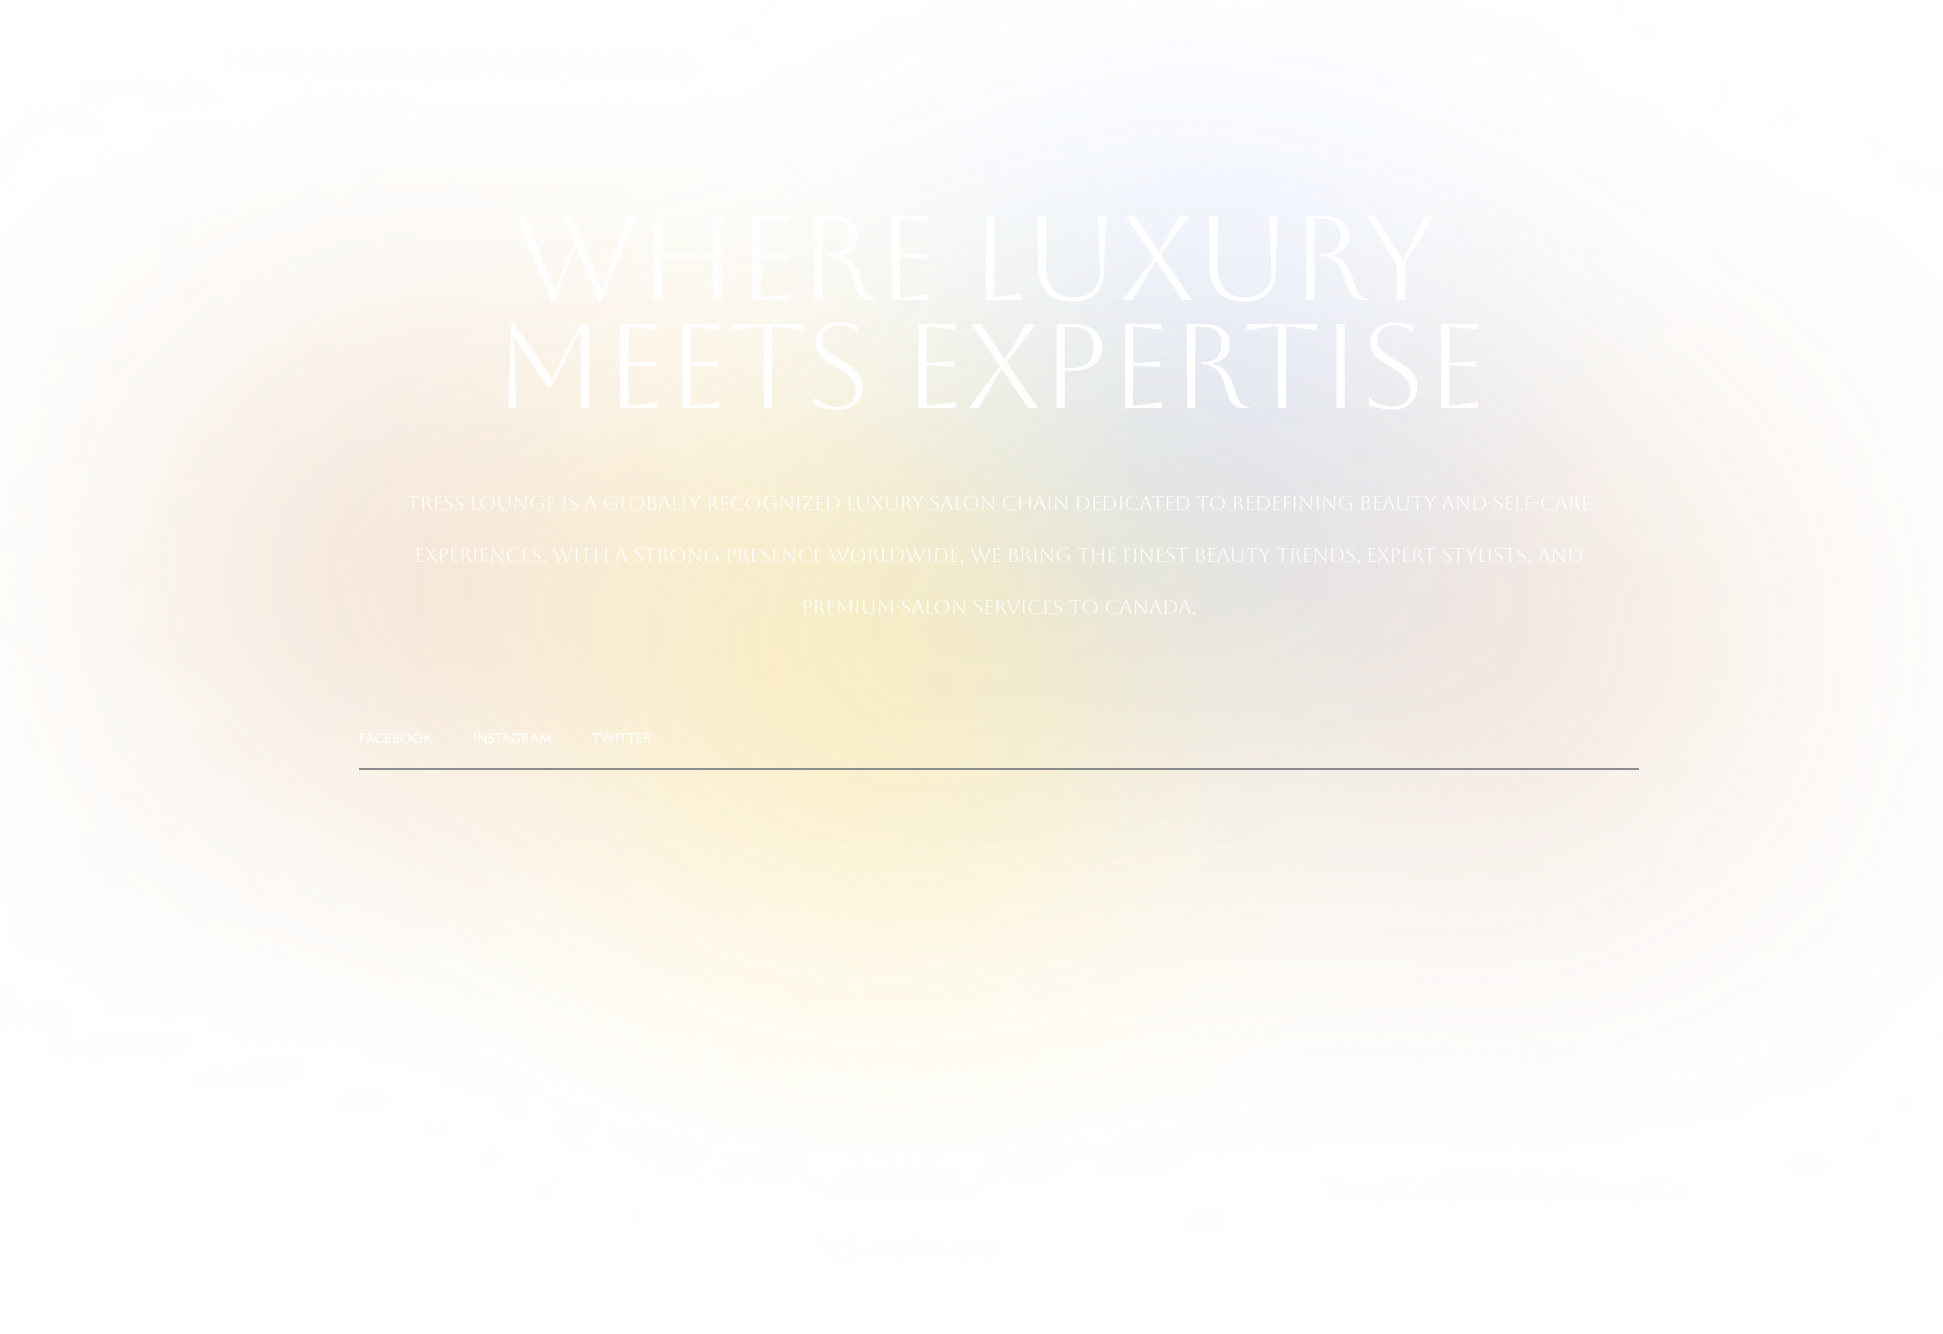 WHERE LUXURY
MEETS EXPERTISE
TRESS LOUNGE IS A GLOBALLY RECOGNIZED LUXURY SALON CHAIN DEDICATED TO REDEFINING BEAUTY AND SELF-CARE
EXPERIENCES. WITH A STRONG PRESENCE WORLDWIDE, WE BRING THE FINEST BEAUTY TRENDS, EXPERT STYLISTS, AND
PREMIUM SALON SERVICES TO CANADA.
FACEBOOK INSTAGRAM TWITTER